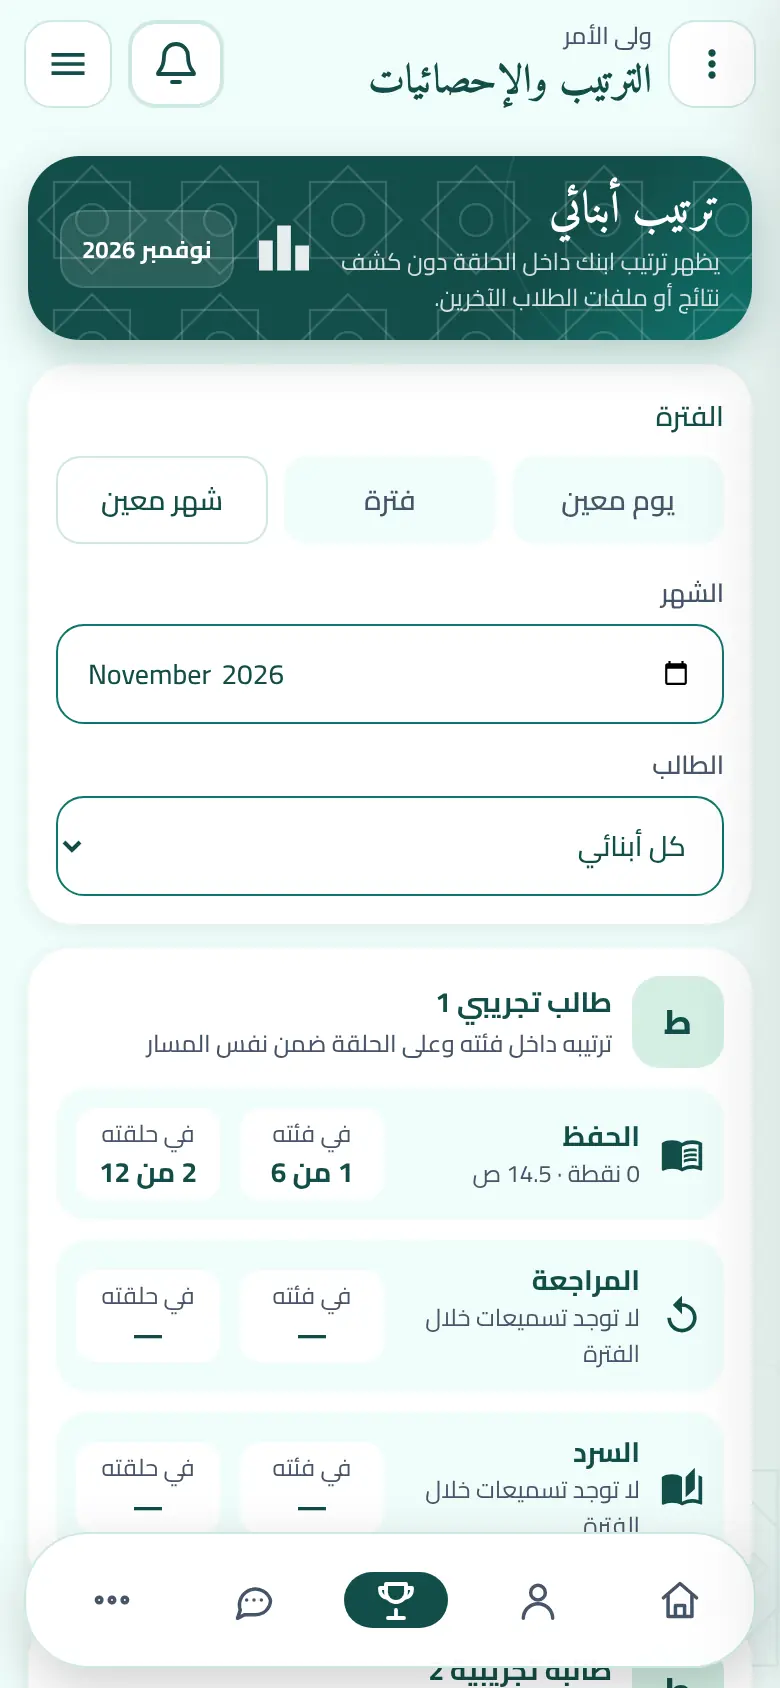 ولي الأمر
الترتيب والإحصائيات
ترتيب أبنائي
يظهر ترتيب ابنك داخل الحلقة دون كشف
نتائج أو ملفات الطلاب الآخرين.
نوفمبر 2026
الفترة
يوم معين
فترة
شهر معين
الشهر
November 2026
الطالب
كل أبنائي
ط
طالب تجريبي 1
ترتيبه داخل فئته وعلى الحلقة ضمن نفس المسار
الحفظ
0 نقطة · 14.5 ص
في فئته
1 من 6
في حلقته
2 من 12
المراجعة
لا توجد تسميعات خلال
الفترة
في فئته
—
في حلقته
—
السرد
لا توجد تسميعات خلال
الفترة
في فئته
—
في حلقته
—
طالبة تجريبية 2
ط